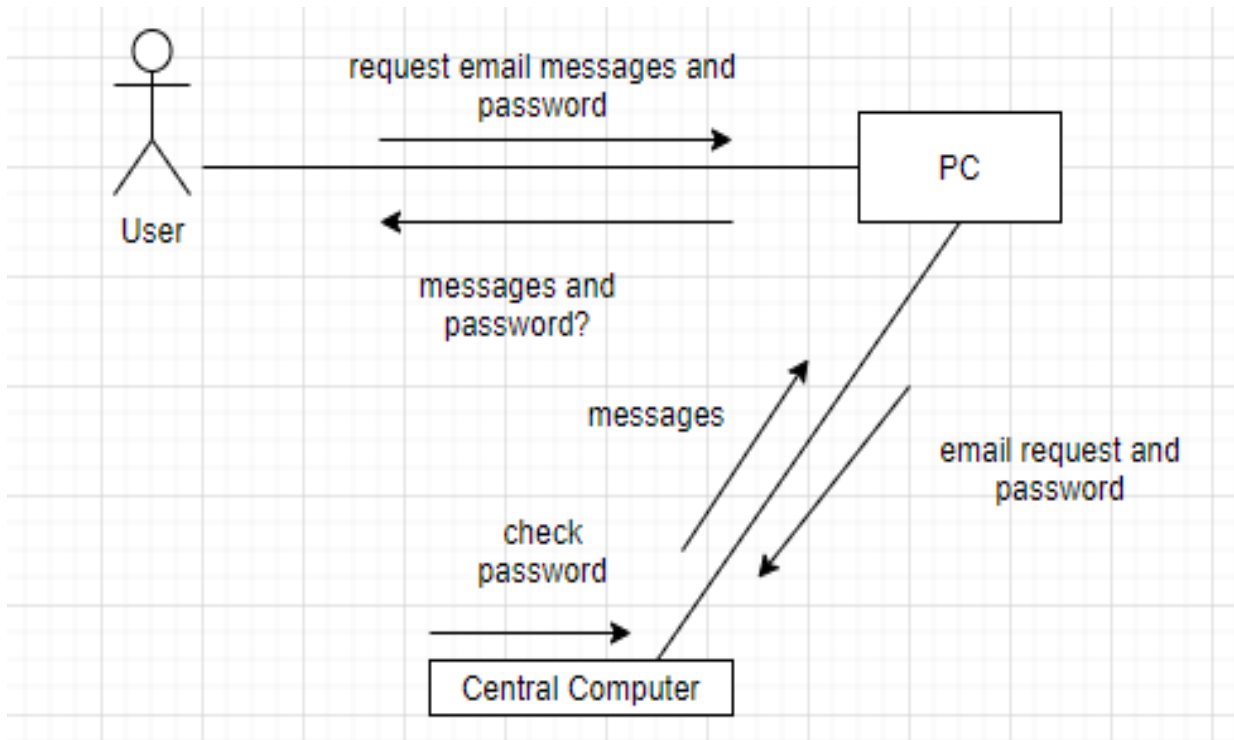 request email messages and
password
PC
User
messages and
password?
messages
email request and
password
check
password
Central Computer